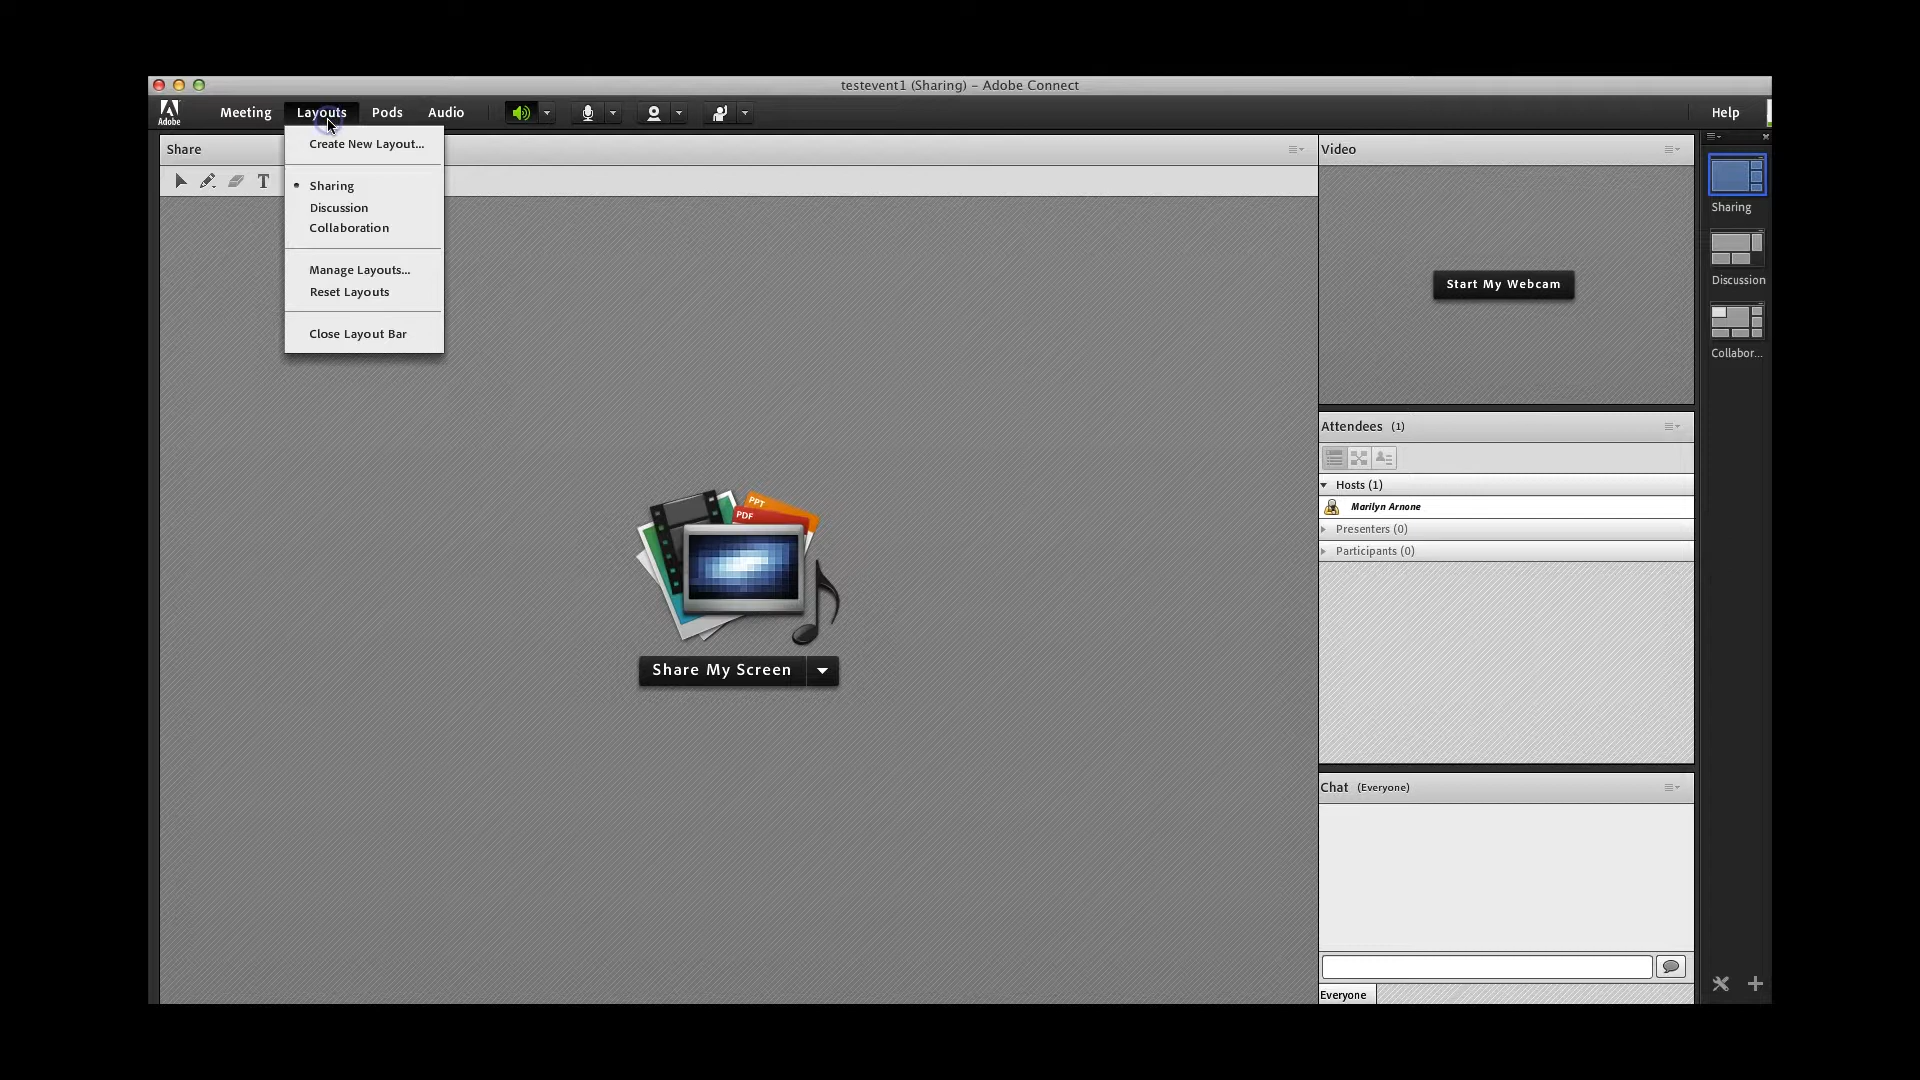 testevent1 (Sharing) – Adobe Connect
Adobe
Meeting
Layouts
Pods
Audio
Help
Create New Layout...
Sharing
Discussion
Collaboration
Manage Layouts...
Reset Layouts
Close Layout Bar
Share
T
PPT
PDF
Share My Screen
Video
Start My Webcam
Attendees (1)
Hosts (1)
Marilyn Arnone
Presenters (0)
Participants (0)
Chat (Everyone)
Everyone
Sharing
Discussion
Collabor...